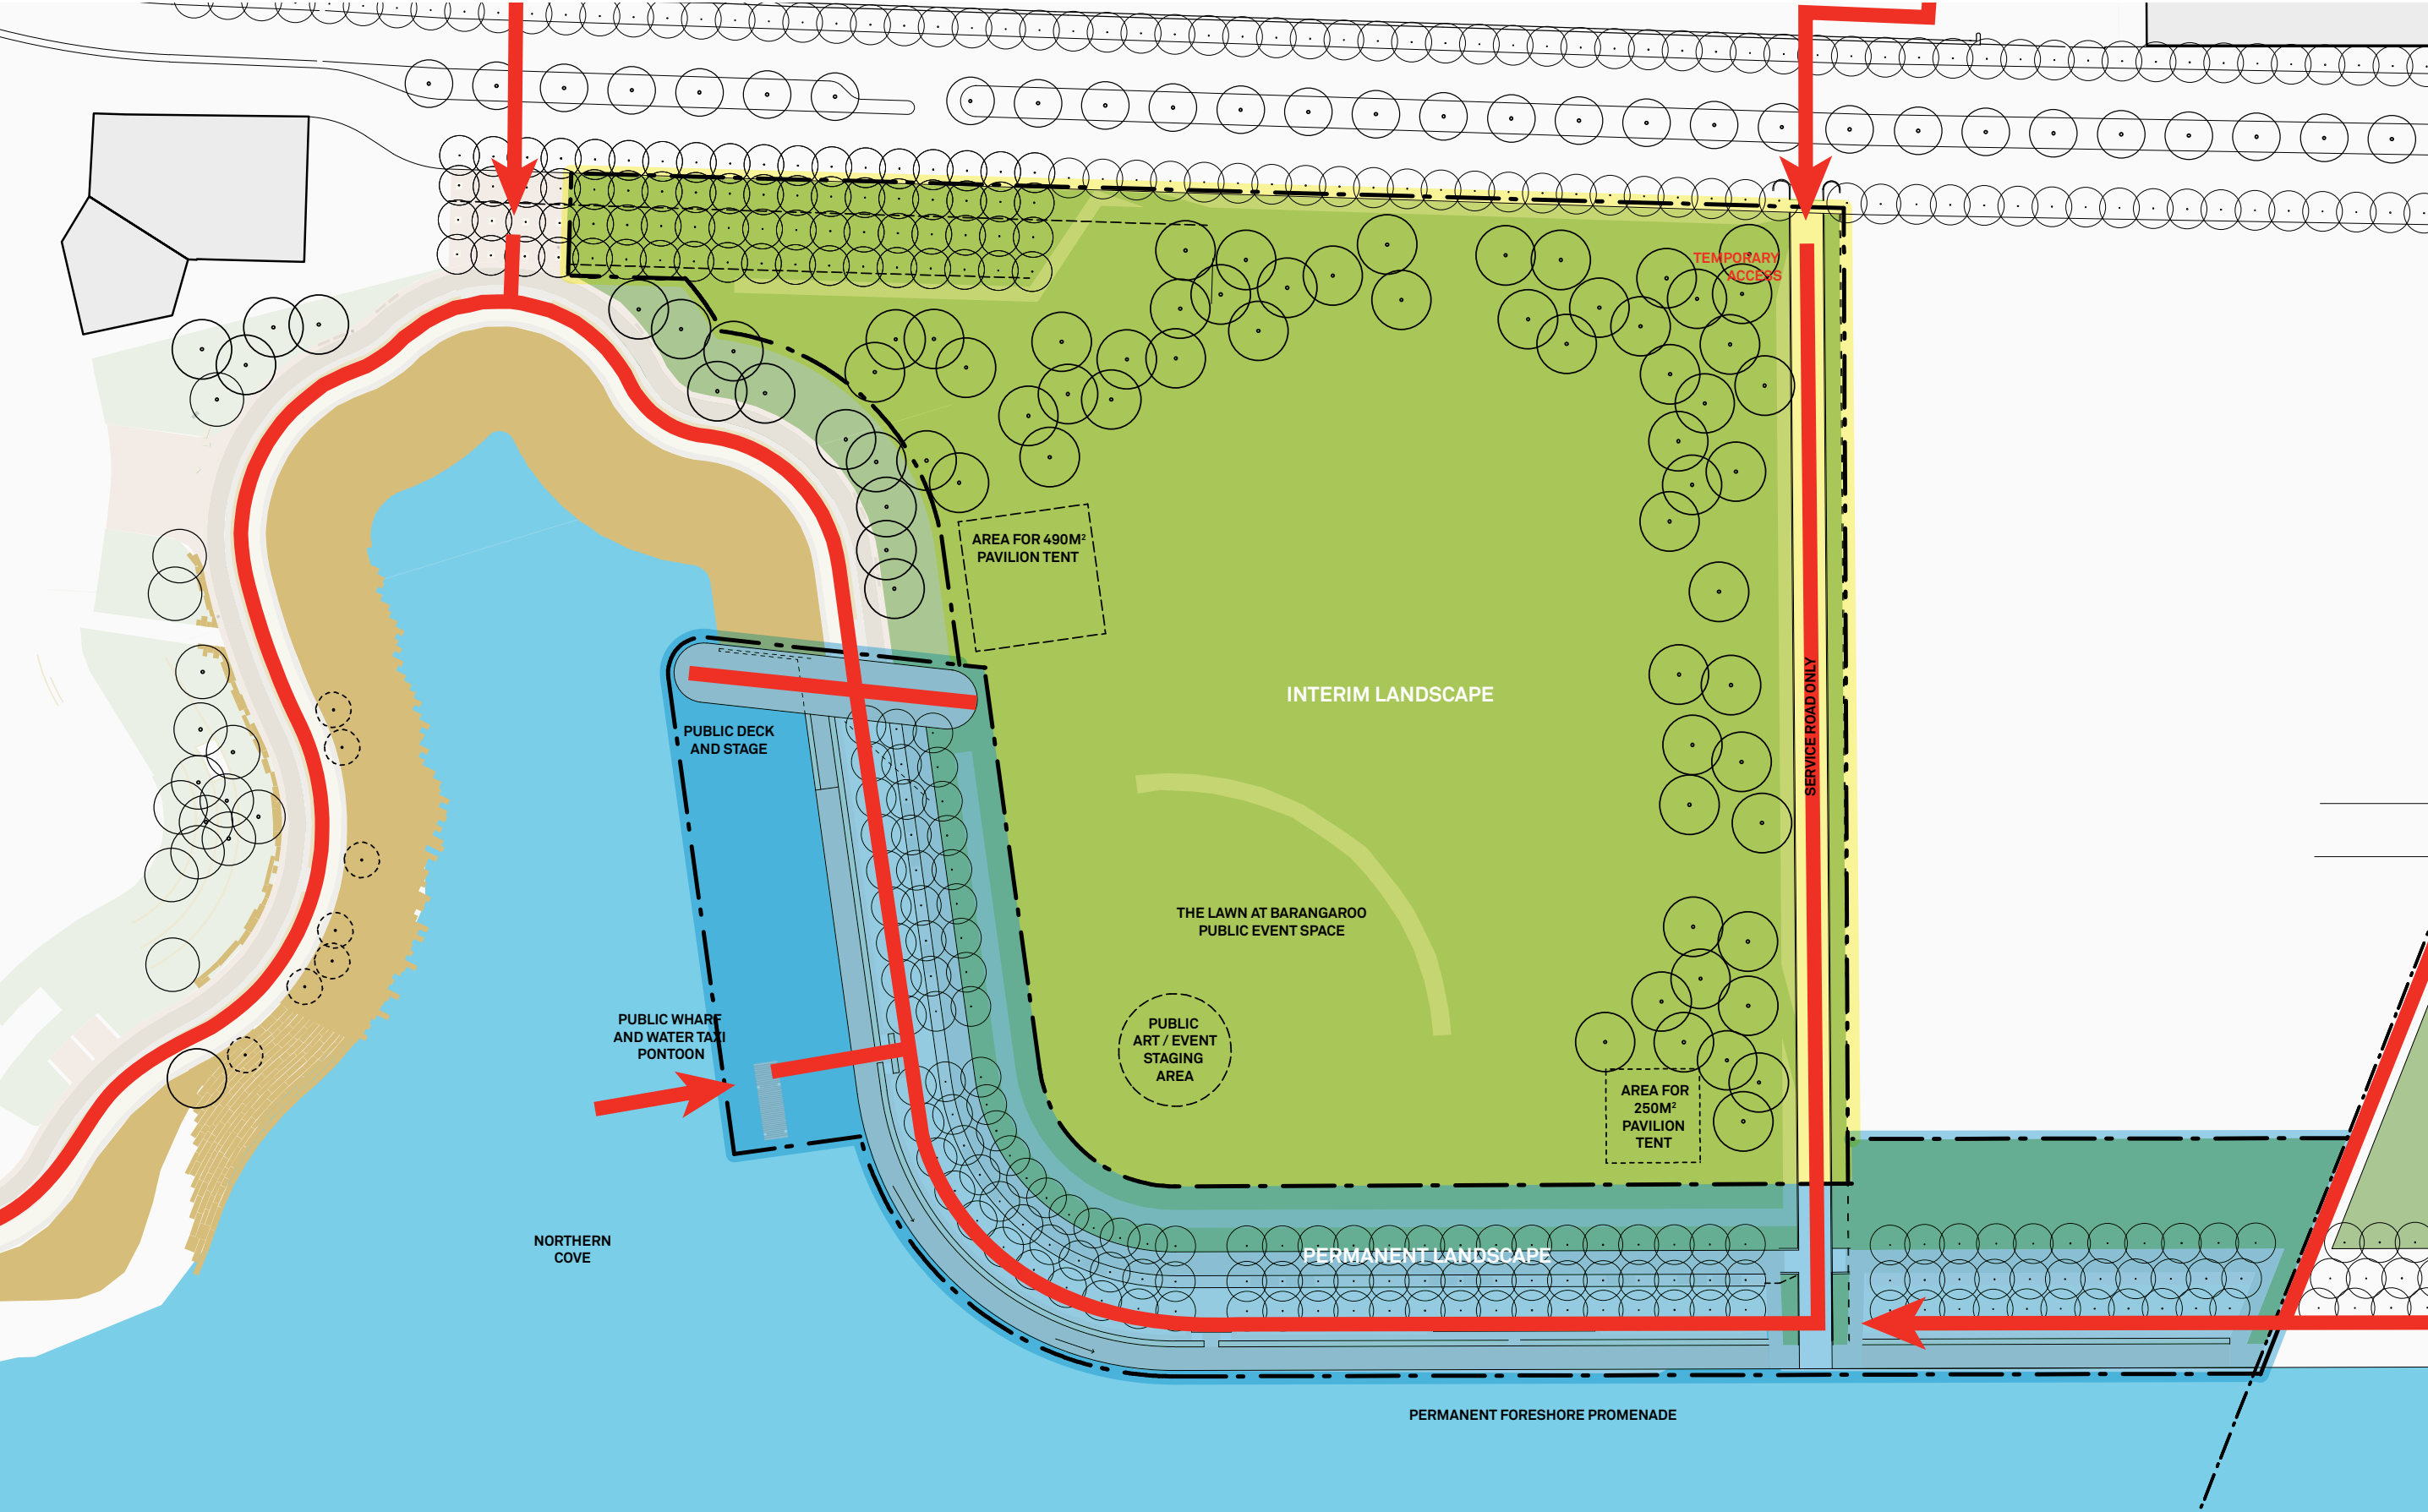 TEMPORARY
ACCESS
AREA FOR 490M²
PAVILION TENT
INTERIM LANDSCAPE
SERVICE ROAD ONLY
PUBLIC DECK
AND STAGE
THE LAWN AT BARANGAROO
PUBLIC EVENT SPACE
PUBLIC WHARF
AND WATER TAXI
PONTOON
PUBLIC
ART / EVENT
STAGING
AREA
AREA FOR
250M²
PAVILION
TENT
NORTHERN
COVE
PERMANENT LANDSCAPE
PERMANENT FORESHORE PROMENADE